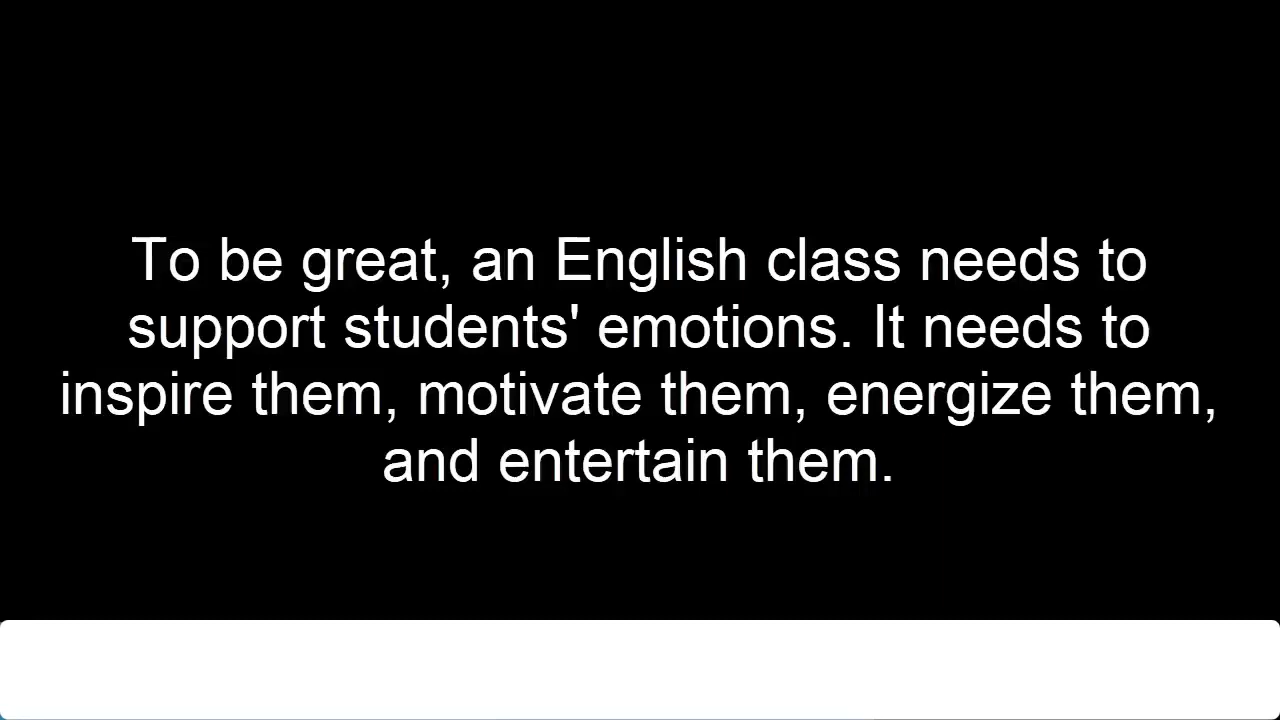 To be great, an English class needs to
support students' emotions. It needs to
inspire them, motivate them, energize them,
and entertain them.